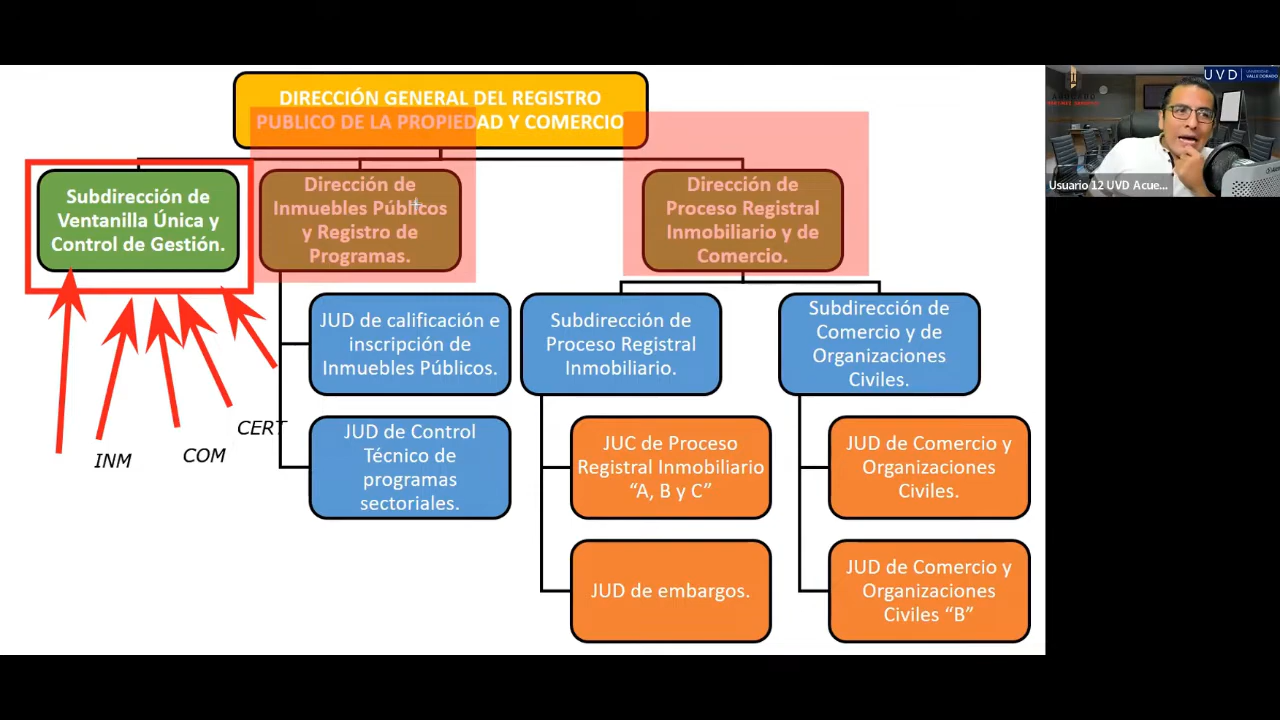 DIRECCIÓN GENERAL DEL REGISTRO
PUBLICO DE LA PROPIEDAD Y COMERCIO
Subdirección de
Ventanilla Única y
Control de Gestión.
Dirección de
Inmuebles Públicos
y Registro de
Programas.
Dirección de
Proceso Registral
Inmobiliario y de
Comercio.
JUD de calificación e
inscripción de
Inmuebles Públicos.
Subdirección de
Proceso Registral
Inmobiliario.
Subdirección de
Comercio y de
Organizaciones
Civiles.
JUD de Control
Técnico de
programas
sectoriales.
JUC de Proceso
Registral Inmobiliario
“A, B y C”
JUD de Comercio y
Organizaciones
Civiles.
JUD de embargos.
JUD de Comercio y
Organizaciones
Civiles “B”
INM
COM
CERT
UVD
UNIVERSIDAD
VALLE DORADO
Usuario 12 UVD Acue...